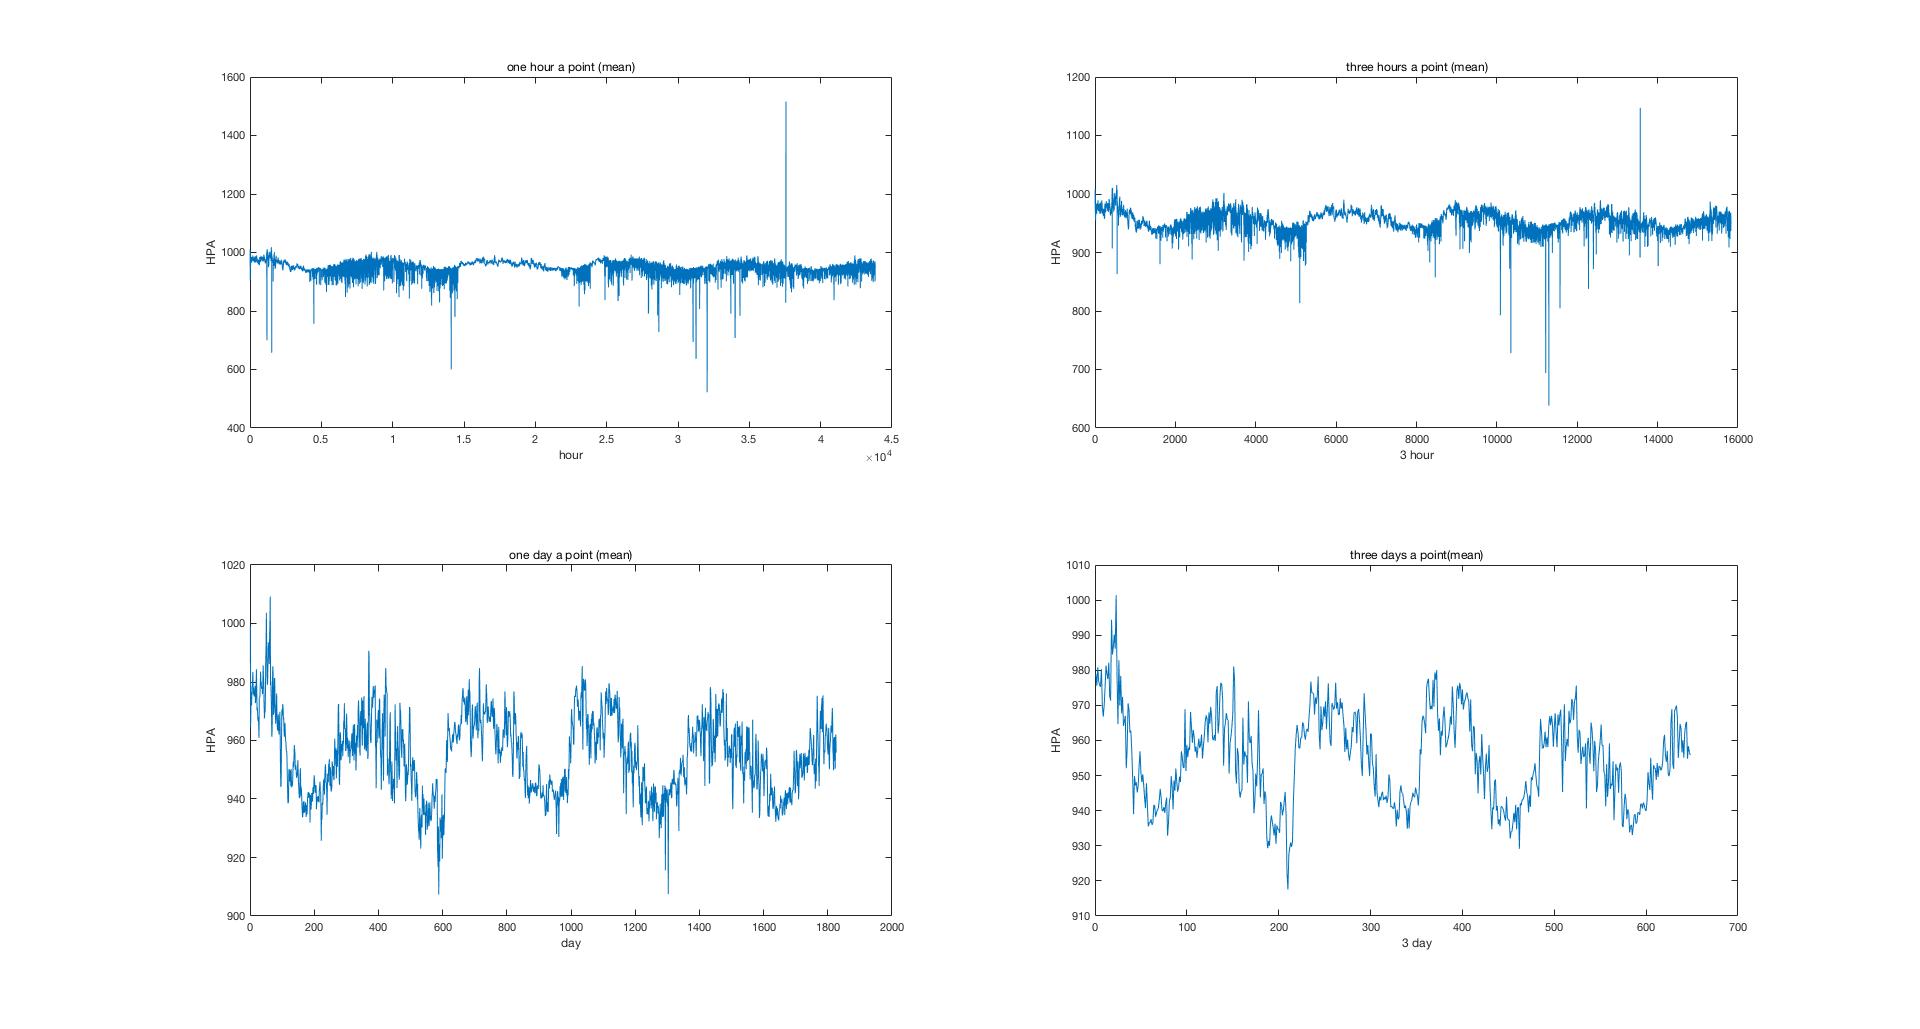 one hour a point (mean)
1600
1400
1200
1000
800
600
400
HPA
0 0.5 1 1.5 2 2.5 3 3.5 4 4.5
hour
×10^4
three hours a point (mean)
1200
1100
1000
900
800
700
600
HPA
0 2000 4000 6000 8000 10000 12000 14000 16000
3 hour
one day a point (mean)
1020
1000
980
960
940
920
900
HPA
0 200 400 600 800 1000 1200 1400 1600 1800 2000
day
three days a point(mean)
1010
1000
990
980
970
960
950
940
930
920
910
HPA
0 100 200 300 400 500 600 700
3 day